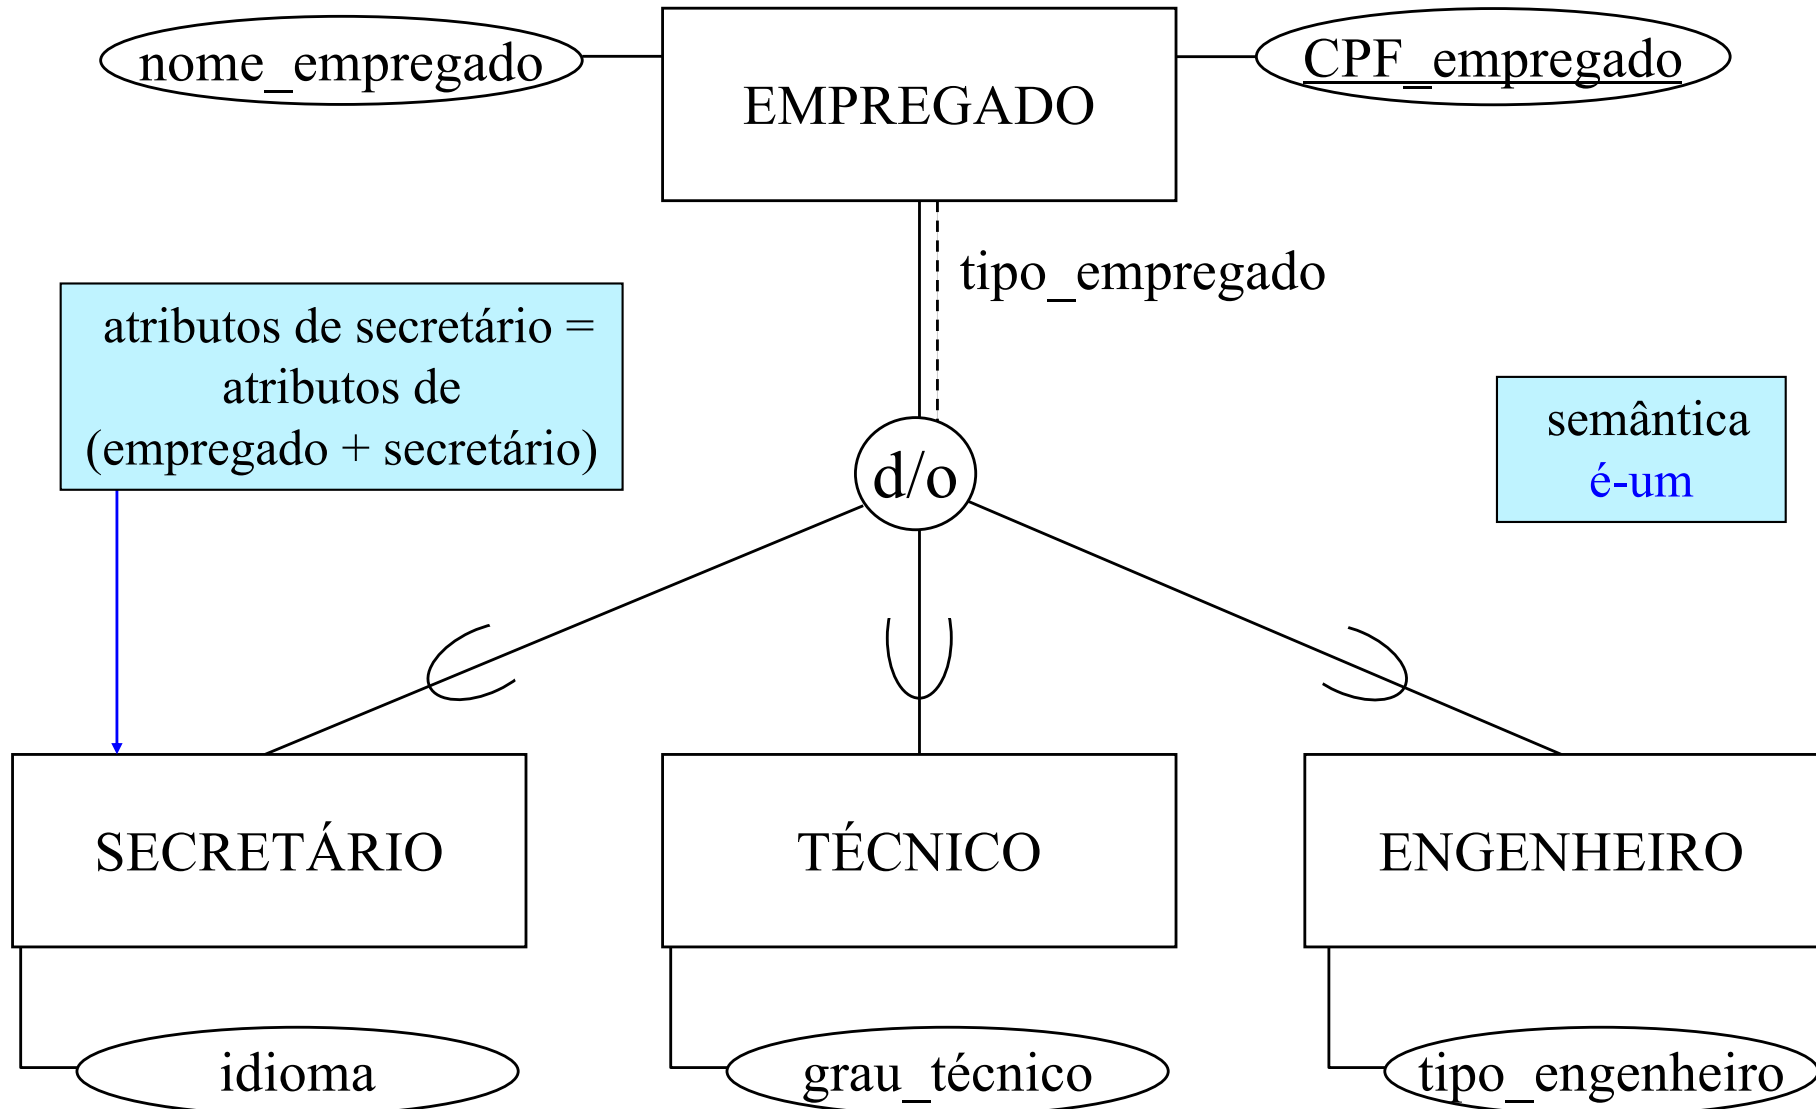 nome_empregado
EMPREGADO
CPF_empregado
tipo_empregado
atributos de secretário =
atributos de
(empregado + secretário)
semântica
é-um
d/o
SECRETÁRIO
TÉCNICO
ENGENHEIRO
idioma
grau_técnico
tipo_engenheiro